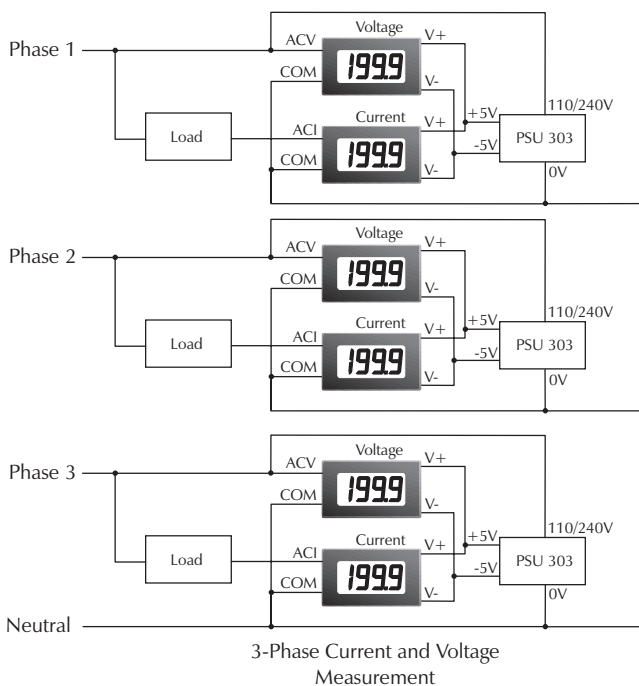 Voltage
Phase 1
ACV
199.9
V+
COM
V-
110/240V
Current
+5V
Load
ACI
199.9
V+
PSU 303
COM
-5V
V-
0V
Voltage
Phase 2
ACV
199.9
V+
COM
V-
110/240V
Current
+5V
Load
ACI
199.9
V+
PSU 303
COM
-5V
V-
0V
Voltage
Phase 3
ACV
199.9
V+
COM
V-
110/240V
Current
+5V
Load
ACI
199.9
V+
PSU 303
COM
-5V
V-
0V
Neutral
3-Phase Current and Voltage
Measurement